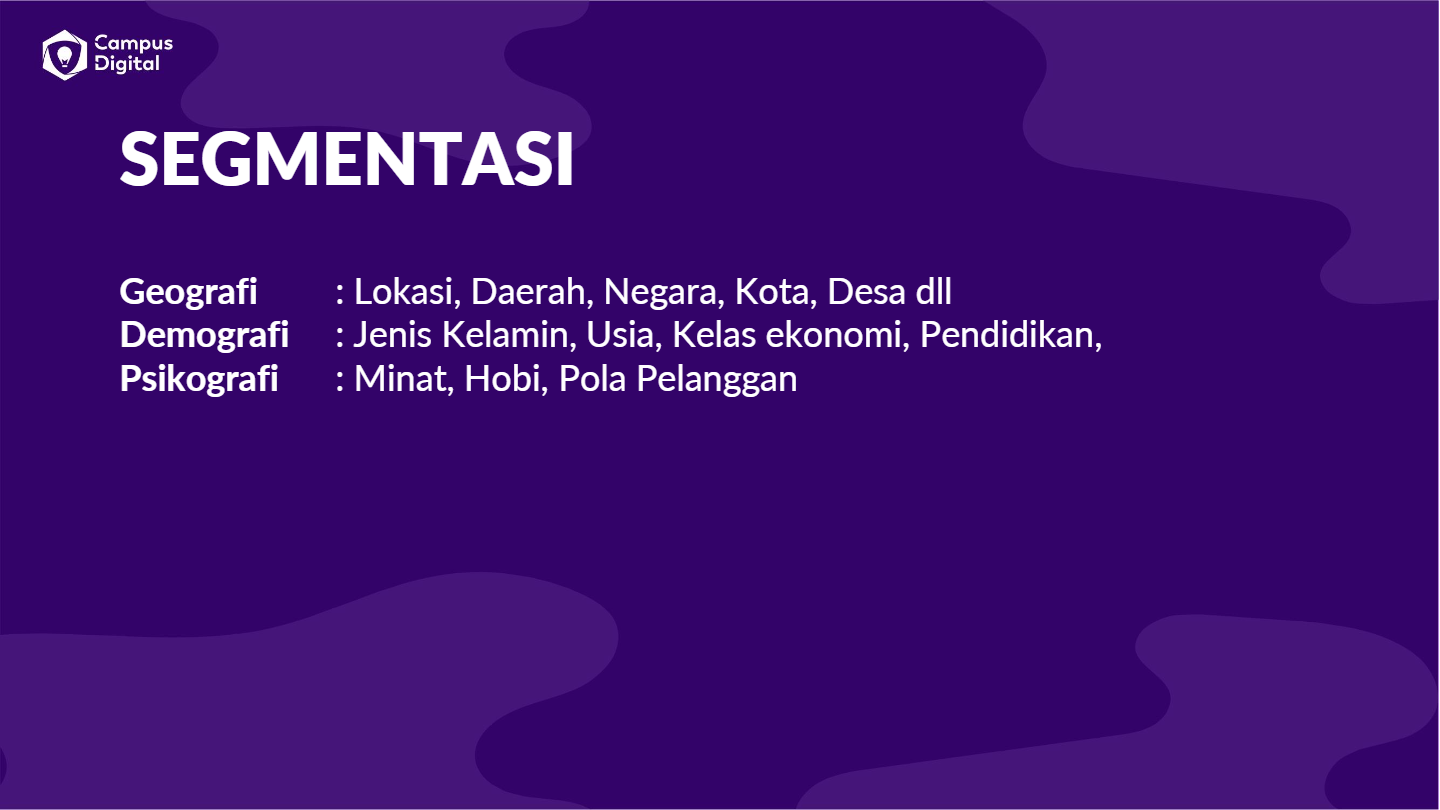 Campus
Digital
SEGMENTASI
Geografi : Lokasi, Daerah, Negara, Kota, Desa dll
Demografi : Jenis Kelamin, Usia, Kelas ekonomi, Pendidikan,
Psikografi : Minat, Hobi, Pola Pelanggan